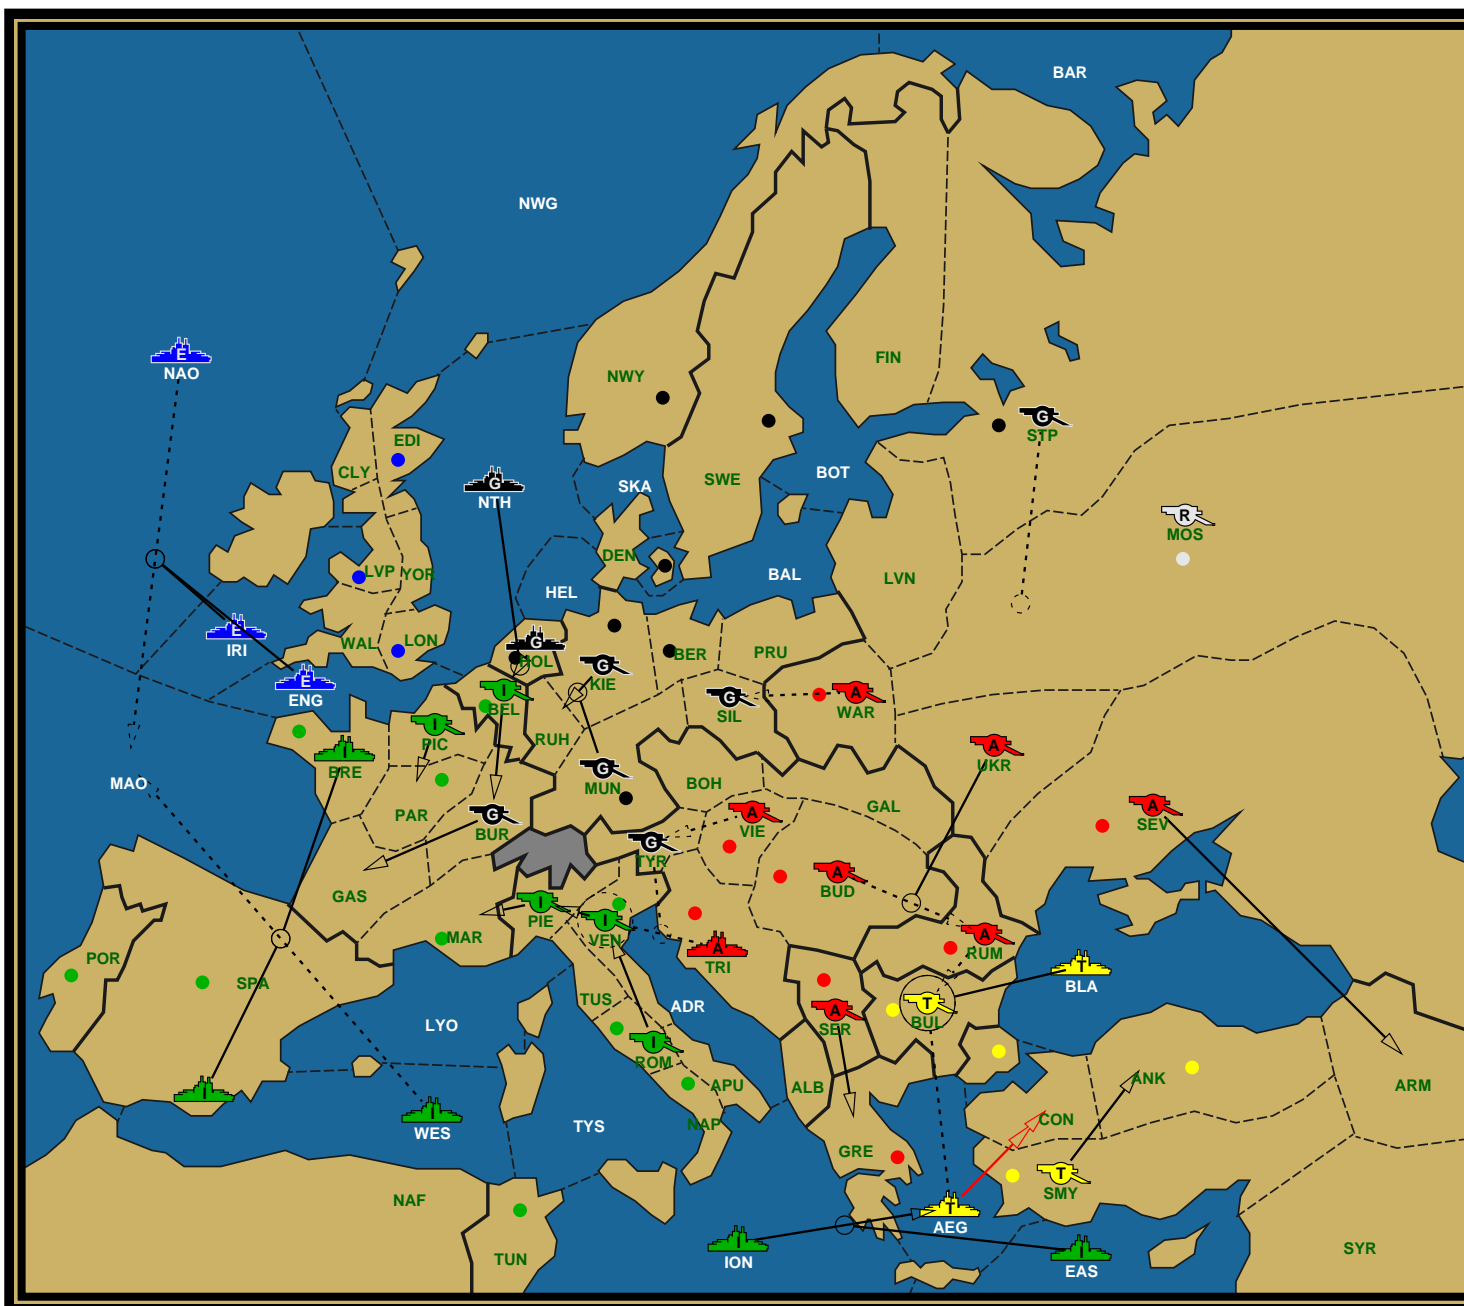 BAR
NWG
E
NAO
FIN
NWY
G
STP
EDI
CLY
SWE
BOT
SKA
G
NTH
R
MOS
DEN
LVP
YOR
BAL
LVN
HEL
E
IRI
WAL
LON
G
HOL
BER
PRU
G
KIE
E
ENG
I
BEL
G
SIL
A
WAR
I
PIC
RUH
A
UKR
I
BRE
G
MUN
BOH
MAO
PAR
G
BUR
A
VIE
GAL
A
SEV
G
TYR
A
BUD
GAS
I
PIE
I
VEN
MAR
A
TRI
A
RUM
POR
SPA
T
BLA
TUS
ADR
T
BUL
A
SER
LYO
I
ROM
APU
ALB
ANK
ARM
I
I
WES
TYS
NAP
CON
GRE
T
SMY
NAF
T
AEG
I
ION
I
EAS
TUN
SYR